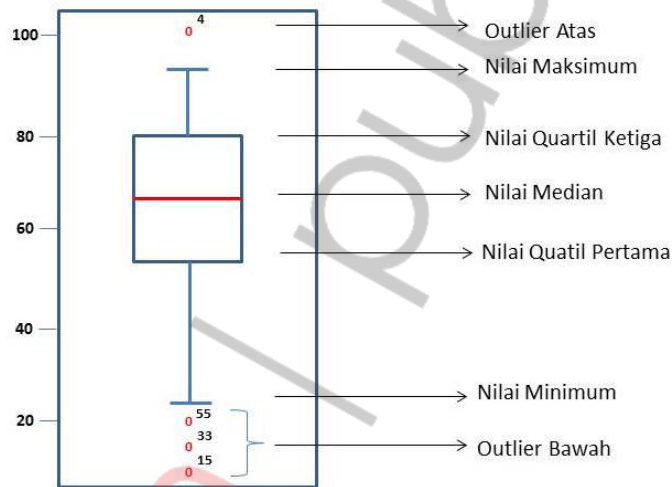 4
100
0
Outlier Atas
Nilai Maksimum
80
Nilai Quartil Ketiga
Nilai Median
60
Nilai Quatil Pertama
40
Nilai Minimum
20
55
0
33
0
Outlier Bawah
15
0